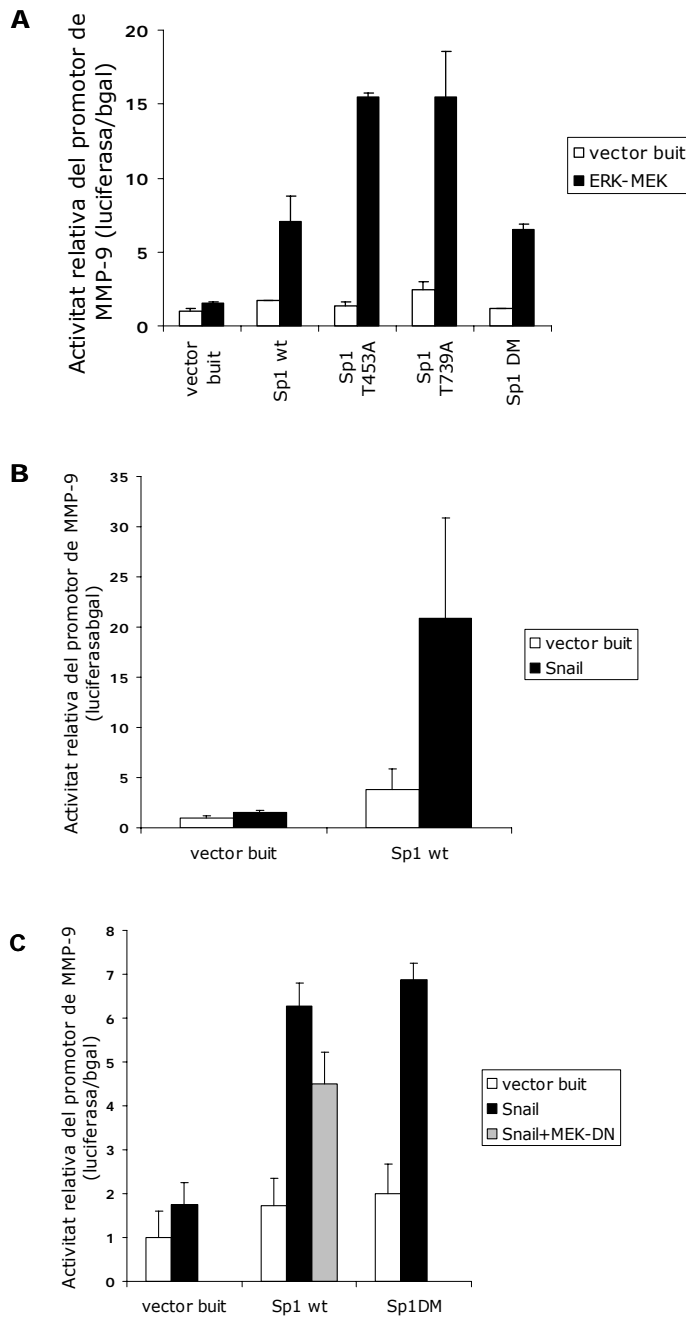 A
Activitat relativa del promotor de
MMP-9 (luciferasa/bgal)
20
15
10
5
0
vector
buit
Sp1 wt
Sp1
T453A
Sp1
T739A
Sp1 DM
vector buit
ERK-MEK
B
Activitat relativa del promotor de MMP-9
(luciferasabgal)
35
30
25
20
15
10
5
0
vector buit
Sp1 wt
vector buit
Snail
C
Activitat relativa del promotor de MMP-9
(luciferasa/bgal)
8
7
6
5
4
3
2
1
0
vector buit
Sp1 wt
Sp1DM
vector buit
Snail
Snail+MEK-DN